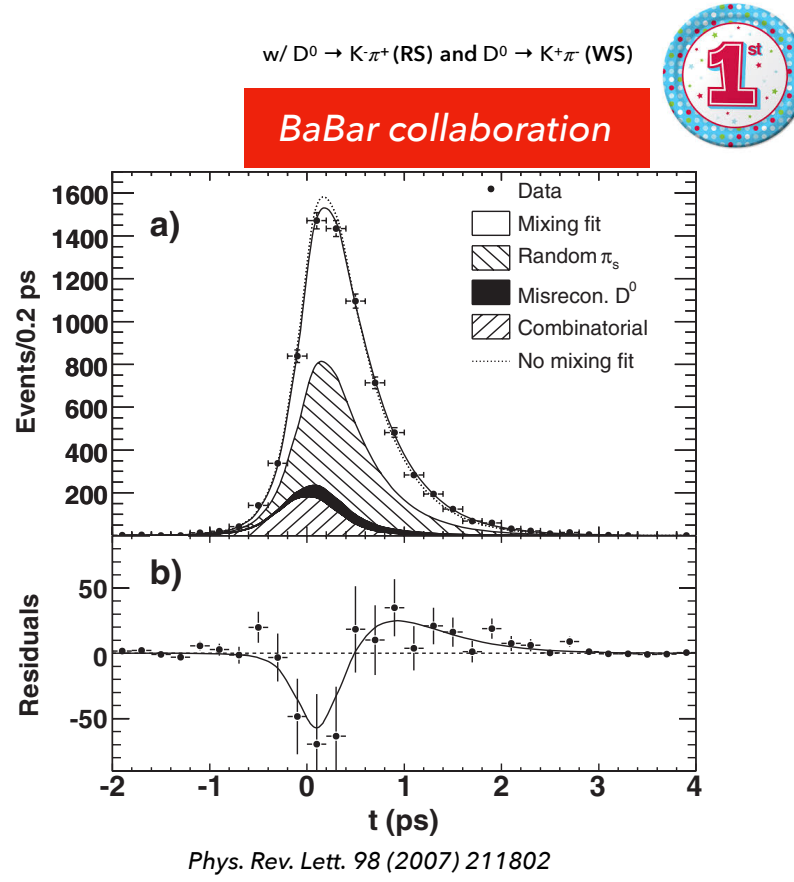 w/ D⁰ → K⁻π⁺ (RS) and D⁰ → K⁺π⁻ (WS)
1st
BaBar collaboration
a)
Data
Mixing fit
Random πₛ
Misrecon. D⁰
Combinatorial
No mixing fit
Events/0.2 ps
1600
1400
1200
1000
800
600
400
200
b)
Residuals
50
0
-50
-2 -1 0 1 2 3 4
t (ps)
Phys. Rev. Lett. 98 (2007) 211802